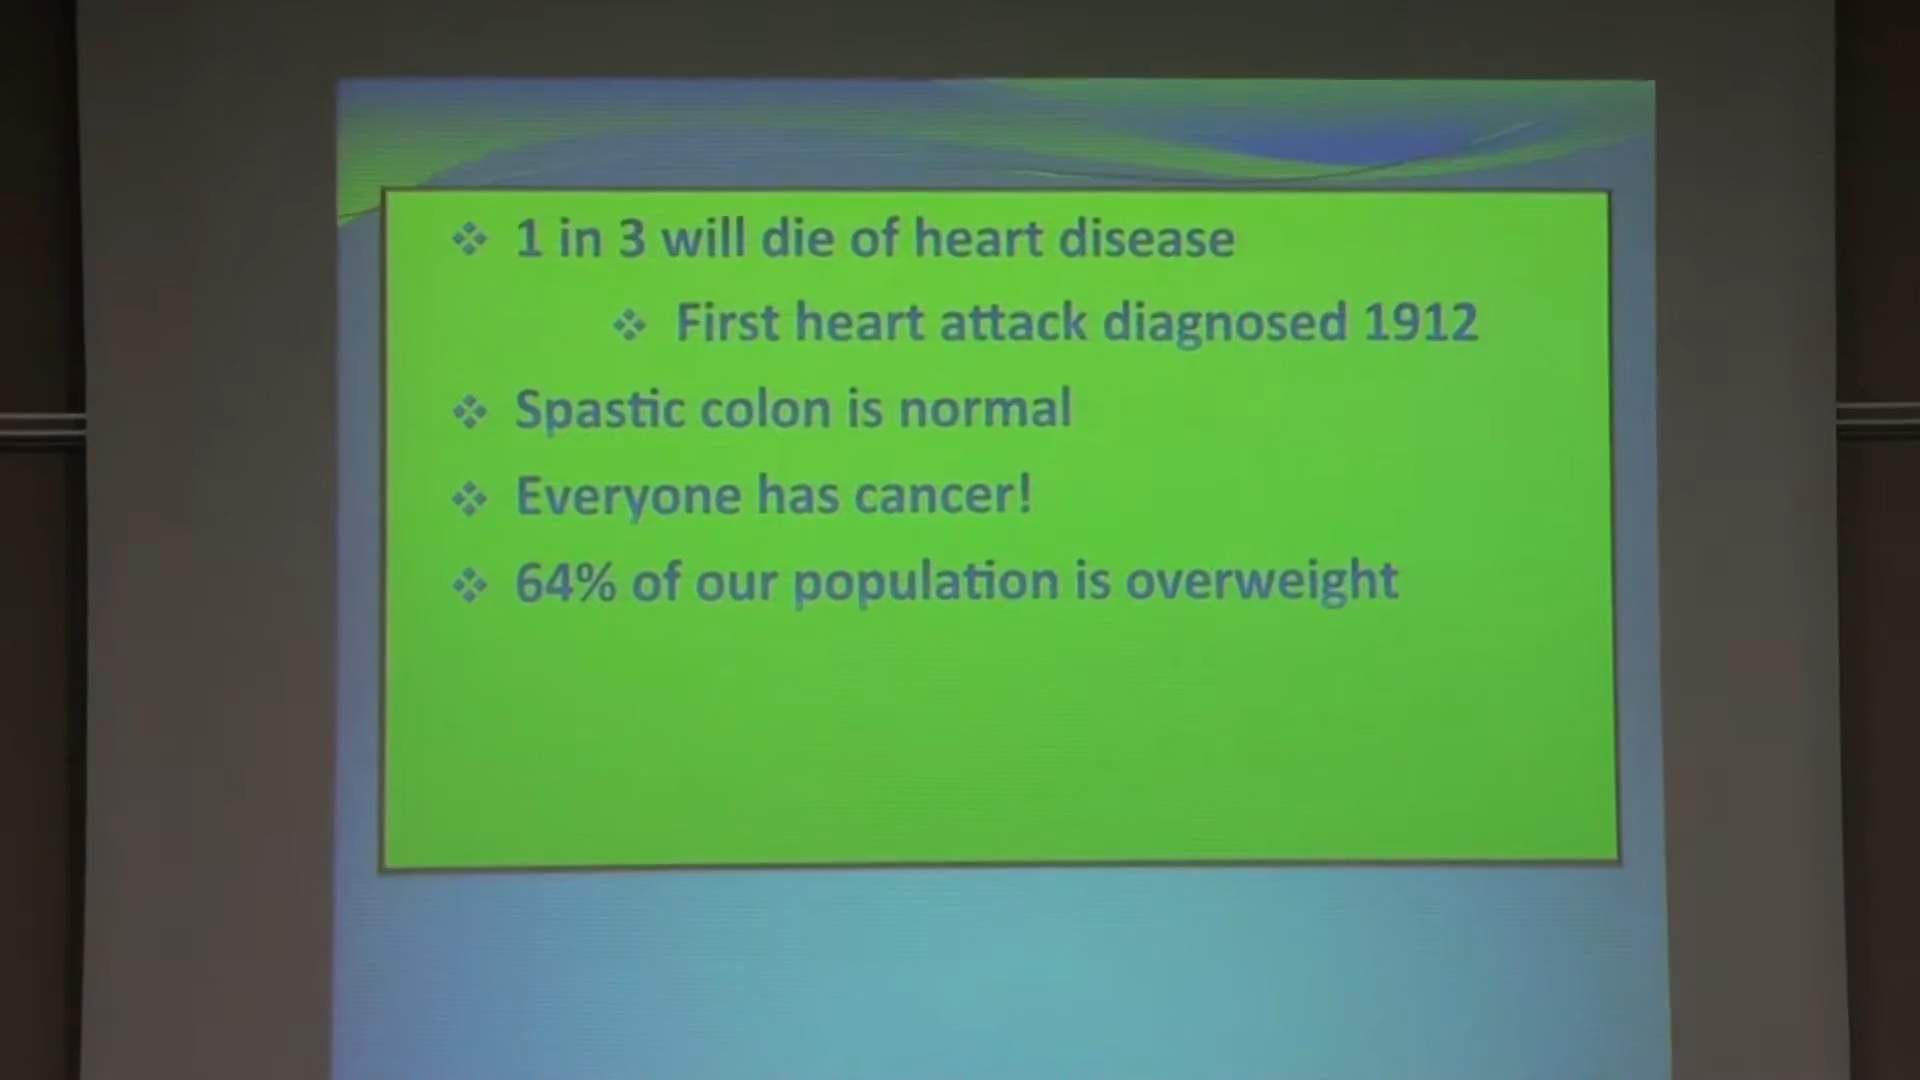 1 in 3 will die of heart disease
First heart attack diagnosed 1912
Spastic colon is normal
Everyone has cancer!
64% of our population is overweight